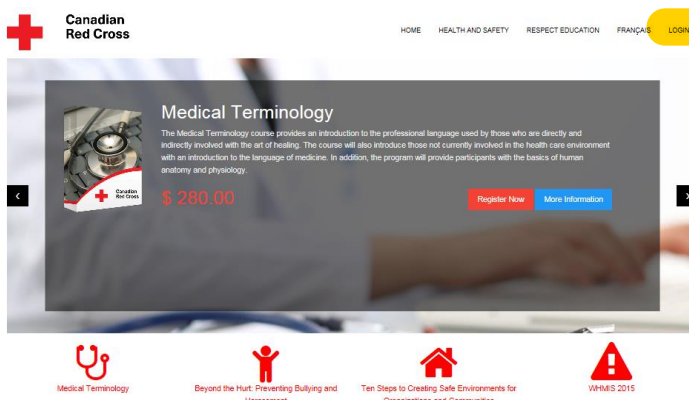 Canadian
Red Cross
HOME HEALTH AND SAFETY RESPECT EDUCATION FRANÇAIS LOGIN
Medical Terminology
The Medical Terminology course provides an introduction to the professional language used by those who are directly and
indirectly involved with the art of healing. The course will also introduce those not currently involved in the health care environment
with an introduction to the language of medicine. In addition, the program will provide participants with the basics of human
anatomy and physiology.
Canadian
Red Cross
$ 280.00
Register Now More Information
Medical Terminology
Beyond the Hurt: Preventing Bullying and
Harassment
Ten Steps to Creating Safe Environments for
Organizations and Communities
WHMIS 2015